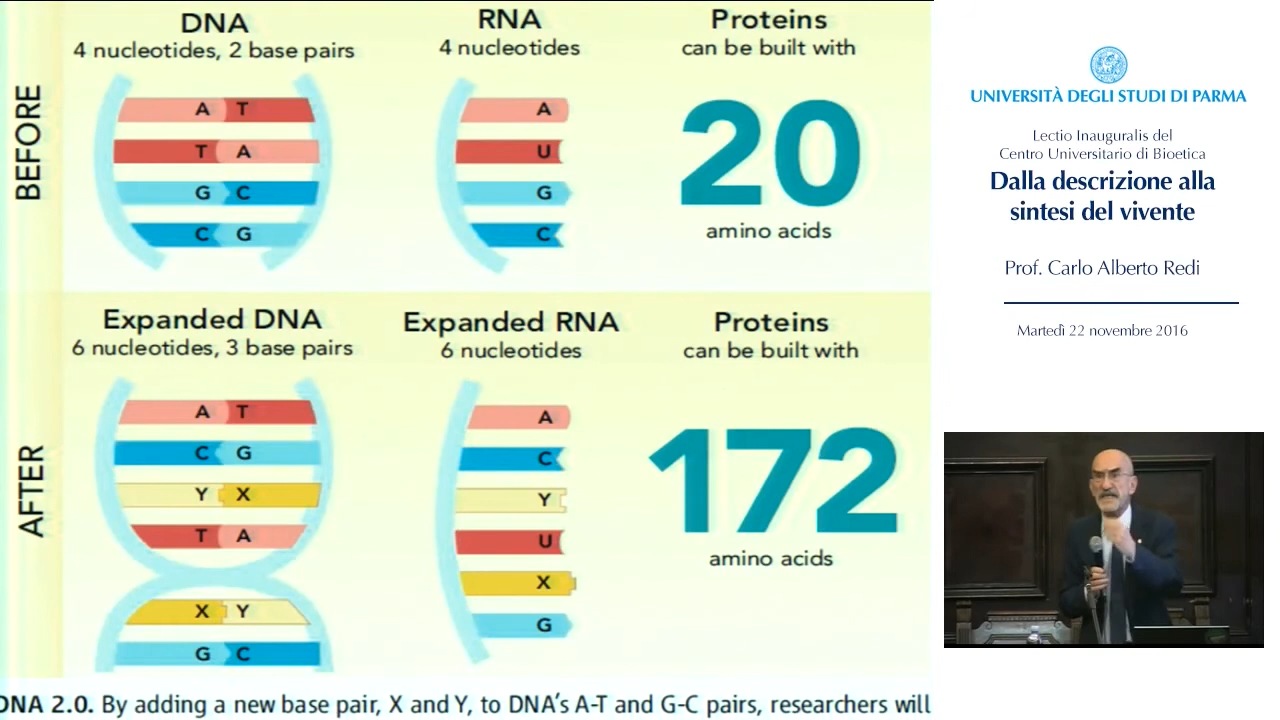 BEFORE
DNA
4 nucleotides, 2 base pairs
A T
T A
G C
C G
RNA
4 nucleotides
A
U
G
C
Proteins
can be built with
20
amino acids
AFTER
Expanded DNA
6 nucleotides, 3 base pairs
A T
C G
Y X
T A
X Y
G C
Expanded RNA
6 nucleotides
A
C
Y
U
X
G
Proteins
can be built with
172
amino acids
DNA 2.0. By adding a new base pair, X and Y, to DNA’s A-T and G-C pairs, researchers will
UNIVERSITÀ DEGLI STUDI DI PARMA
Lectio Inauguralis del
Centro Universitario di Bioetica
Dalla descrizione alla
sintesi del vivente
Prof. Carlo Alberto Redi
Martedì 22 novembre 2016